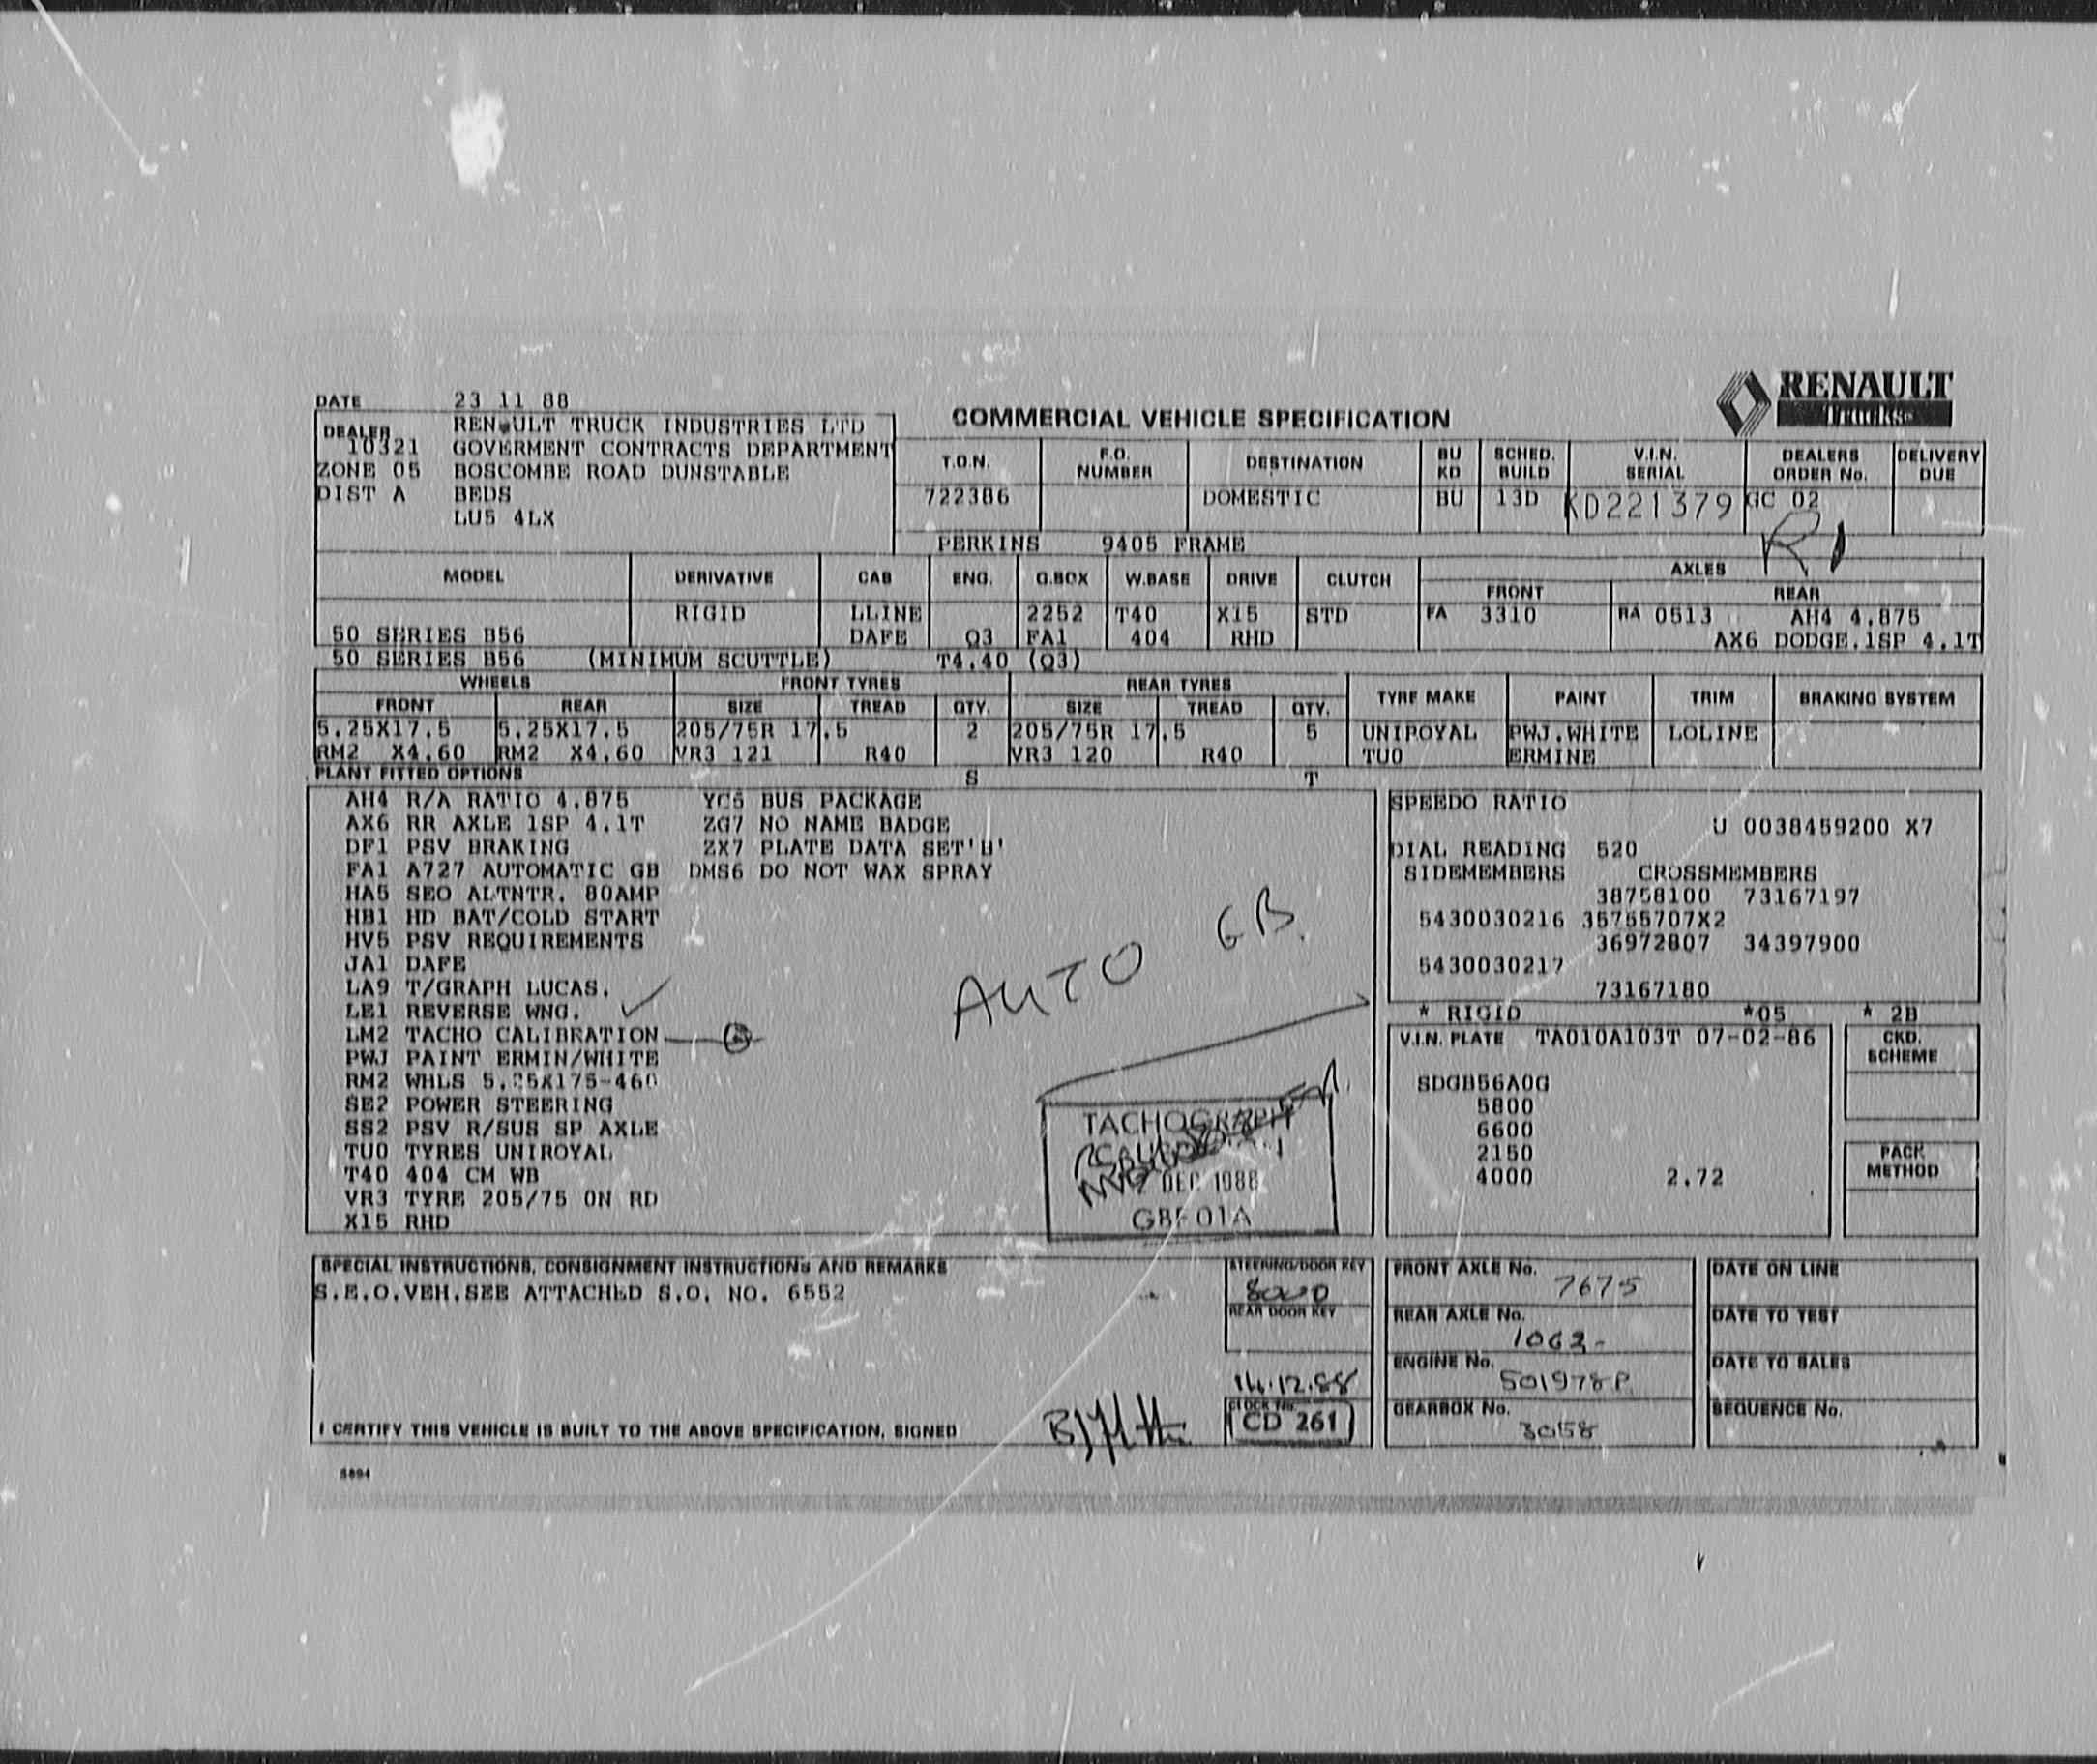 RENAULT
Trucks
DATE 23 11 88
COMMERCIAL VEHICLE SPECIFICATION
DEALER RENAULT TRUCK INDUSTRIES LTD
10321 GOVERMENT CONTRACTS DEPARTMENT
ZONE 05 BOSCOMBE ROAD DUNSTABLE
DIST A BEDS
LU5 4LX
T.O.N. F.O. NUMBER DESTINATION BU KD SCHED. BUILD V.I.N. SERIAL DEALERS ORDER No. DELIVERY DUE
722386 DOMESTIC BU 13D KD221379 GC 02
R1
PERKINS 9405 FRAME
MODEL DERIVATIVE CAB ENG. G.BOX W.BASE DRIVE CLUTCH AXLES
FRONT REAR
RIGID LLINE 2252 T40 X15 STD FA 3310 RA 0513 AH4 4.875
50 SERIES B56 DAFE Q3 FA1 404 RHD AX6 DODGE.1SP 4.1T
50 SERIES B56 (MINIMUM SCUTTLE) T4.40 (Q3)
WHEELS FRONT TYRES REAR TYRES TYRE MAKE PAINT TRIM BRAKING SYSTEM
FRONT REAR SIZE TREAD QTY. SIZE TREAD QTY.
5.25X17.5 5.25X17.5 205/75R 17.5 2 205/75R 17.5 5 UNIPOYAL PWJ.WHITE LOLINE
RM2 X4.60 RM2 X4.60 VR3 121 R40 VR3 120 R40 TU0 ERMINE
PLANT FITTED OPTIONS S T
AH4 R/A RATIO 4.875 YC5 BUS PACKAGE
AX6 RR AXLE 1SP 4.1T ZG7 NO NAME BADGE
DF1 PSV BRAKING ZX7 PLATE DATA SET'B'
FA1 A727 AUTOMATIC GB DMS6 DO NOT WAX SPRAY
HA5 SEO ALTNTR. 80AMP
HB1 HD BAT/COLD START
HV5 PSV REQUIREMENTS
JA1 DAFE
LA9 T/GRAPH LUCAS.
LE1 REVERSE WNG.
LM2 TACHO CALIBRATION
PWJ PAINT ERMIN/WHITE
RM2 WHLS 5.25X175-460
SE2 POWER STEERING
SS2 PSV R/SUS SP AXLE
TU0 TYRES UNIROYAL
T40 404 CM WB
VR3 TYRE 205/75 ON RD
X15 RHD
AUTO GB.
TACHOGRAPH
DEC 1988
GBF01A
SPEEDO RATIO
U 0038459200 X7
DIAL READING 520
SIDEMEMBERS CROSSMEMBERS
38758100 73167197
5430030216 35755707X2
36972807 34397900
5430030217
73167180
* RIGID *05 * 2B
V.I.N. PLATE TA010A103T 07-02-86
SDGB56A0G
5800
6600
2150
4000 2.72
CKD. SCHEME
PACK METHOD
SPECIAL INSTRUCTIONS, CONSIGNMENT INSTRUCTIONS AND REMARKS
S.E.O.VEH.SEE ATTACHED S.O. NO. 6552
I CERTIFY THIS VEHICLE IS BUILT TO THE ABOVE SPECIFICATION, SIGNED
STEERING/DOOR KEY
REAR DOOR KEY
14.12.88
CLOCK No.
CD 261
FRONT AXLE No. 7675
REAR AXLE No. 1063-
ENGINE No. 501978P
GEARBOX No. 3058
DATE ON LINE
DATE TO TEST
DATE TO SALES
SEQUENCE No.
5894